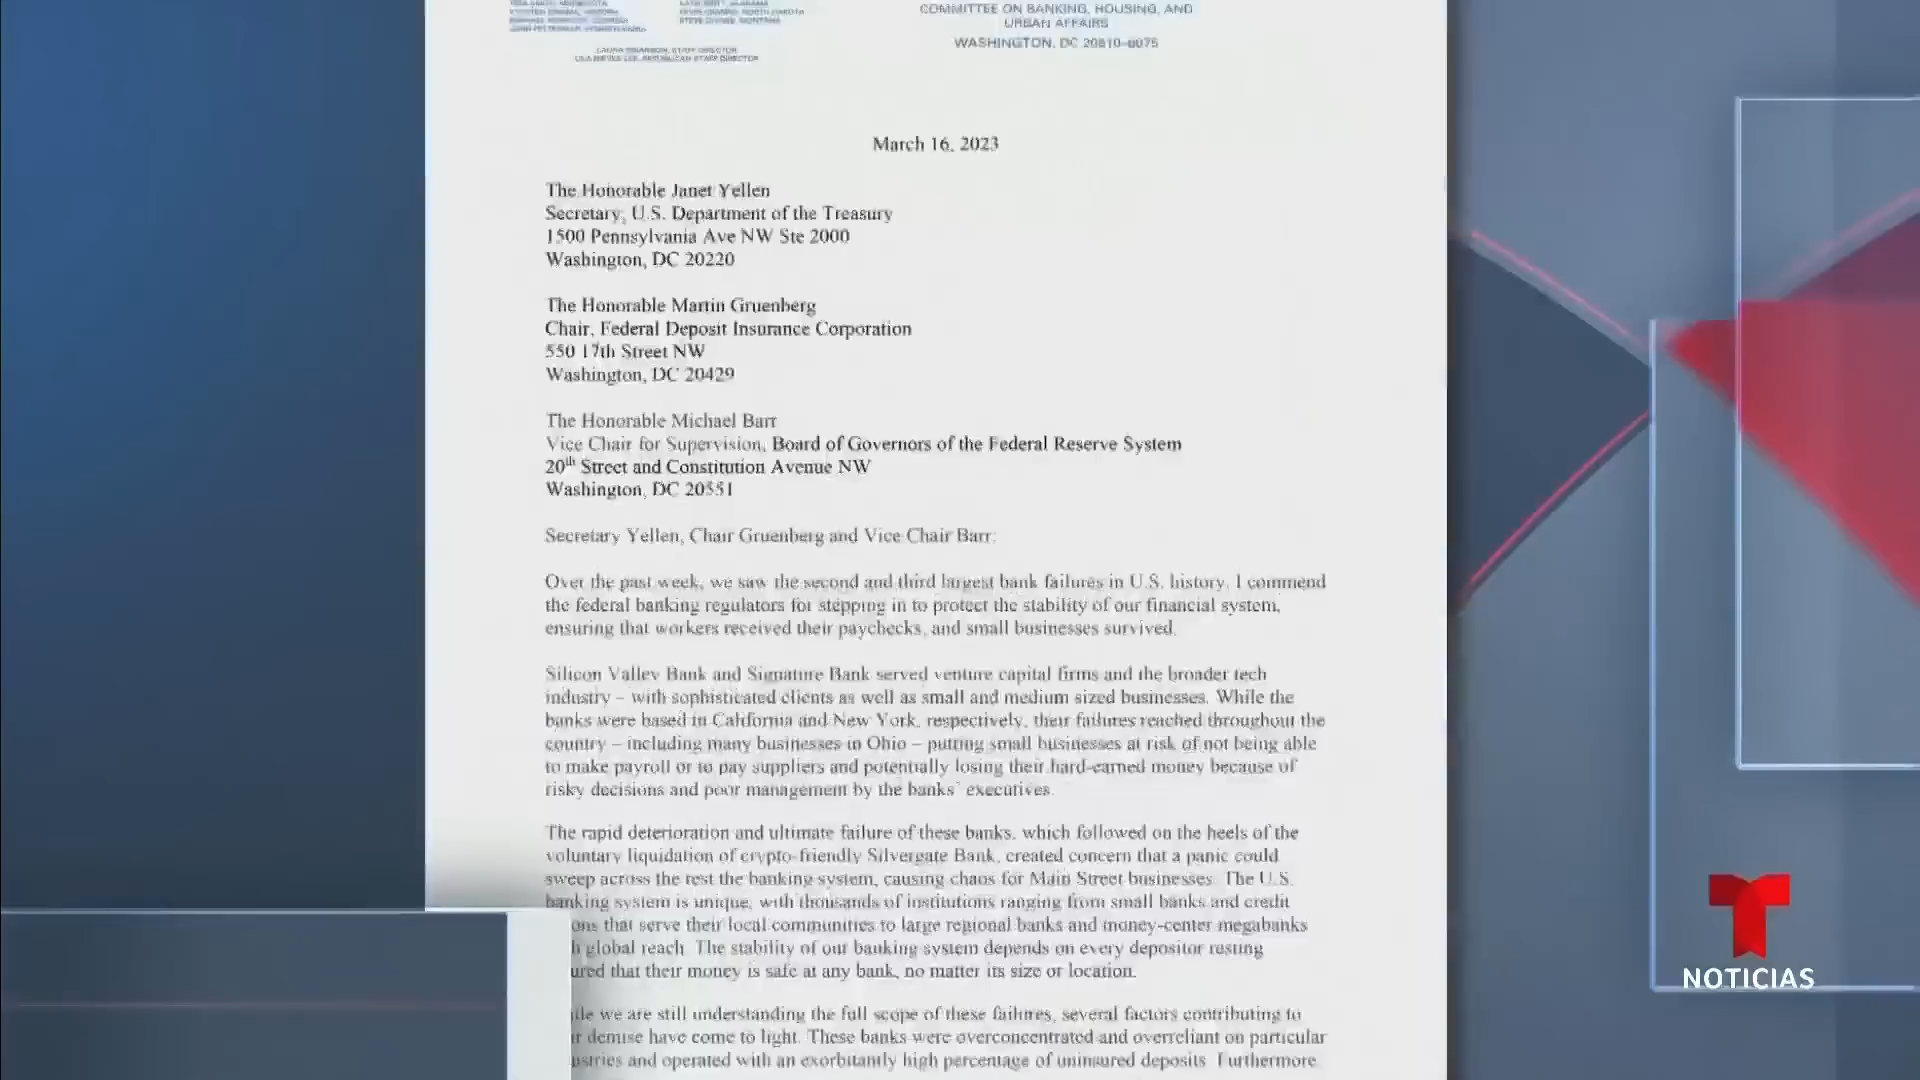 COMMITTEE ON BANKING, HOUSING, AND
URBAN AFFAIRS
WASHINGTON, DC 20510-6075
March 16, 2023
The Honorable Janet Yellen
Secretary, U.S. Department of the Treasury
1500 Pennsylvania Ave NW Ste 2000
Washington, DC 20220
The Honorable Martin Gruenberg
Chair, Federal Deposit Insurance Corporation
550 17th Street NW
Washington, DC 20429
The Honorable Michael Barr
Vice Chair for Supervision, Board of Governors of the Federal Reserve System
20th Street and Constitution Avenue NW
Washington, DC 20551
Secretary Yellen, Chair Gruenberg and Vice Chair Barr:
Over the past week, we saw the second and third largest bank failures in U.S. history. I commend
the federal banking regulators for stepping in to protect the stability of our financial system,
ensuring that workers received their paychecks, and small businesses survived.
Silicon Valley Bank and Signature Bank served venture capital firms and the broader tech
industry – with sophisticated clients as well as small and medium sized businesses. While the
banks were based in California and New York, respectively, their failures reached throughout the
country – including many businesses in Ohio – putting small businesses at risk of not being able
to make payroll or to pay suppliers and potentially losing their hard-earned money because of
risky decisions and poor management by the banks' executives.
The rapid deterioration and ultimate failure of these banks, which followed on the heels of the
voluntary liquidation of crypto-friendly Silvergate Bank, created concern that a panic could
sweep across the rest the banking system, causing chaos for Main Street businesses. The U.S.
banking system is unique, with thousands of institutions ranging from small banks and credit
ons that serve their local communities to large regional banks and money-center megabanks
h global reach. The stability of our banking system depends on every depositor resting
ured that their money is safe at any bank, no matter its size or location.
ile we are still understanding the full scope of these failures, several factors contributing to
r demise have come to light. These banks were overconcentrated and overreliant on particular
ustries and operated with an exorbitantly high percentage of uninsured deposits. Furthermore
NOTICIAS